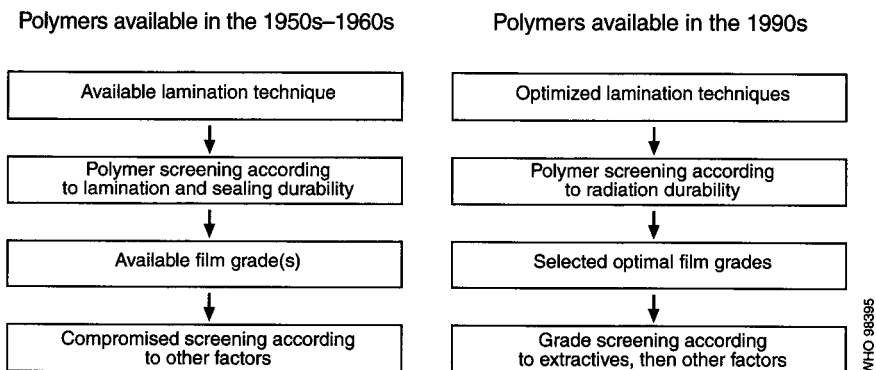 Polymers available in the 1950s–1960s
Available lamination technique
Polymer screening according
to lamination and sealing durability
Available film grade(s)
Compromised screening according
to other factors
Polymers available in the 1990s
Optimized lamination techniques
Polymer screening according
to radiation durability
Selected optimal film grades
Grade screening according
to extractives, then other factors
WHO 98395